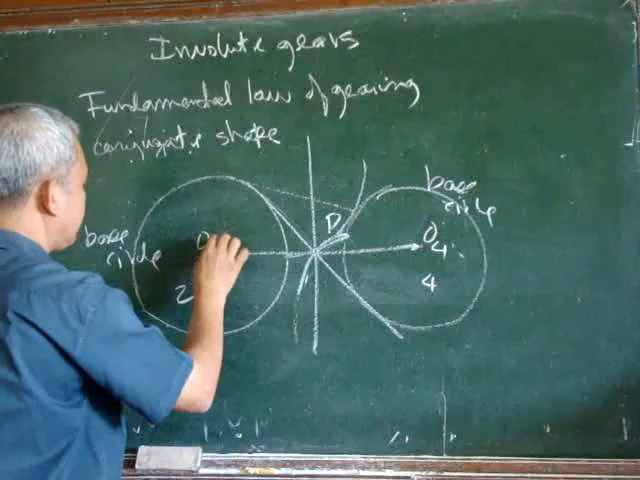 Involute gears
Fundamental law of gearing
conjugate shape
base
circle
2
P
base
circle
O4
4